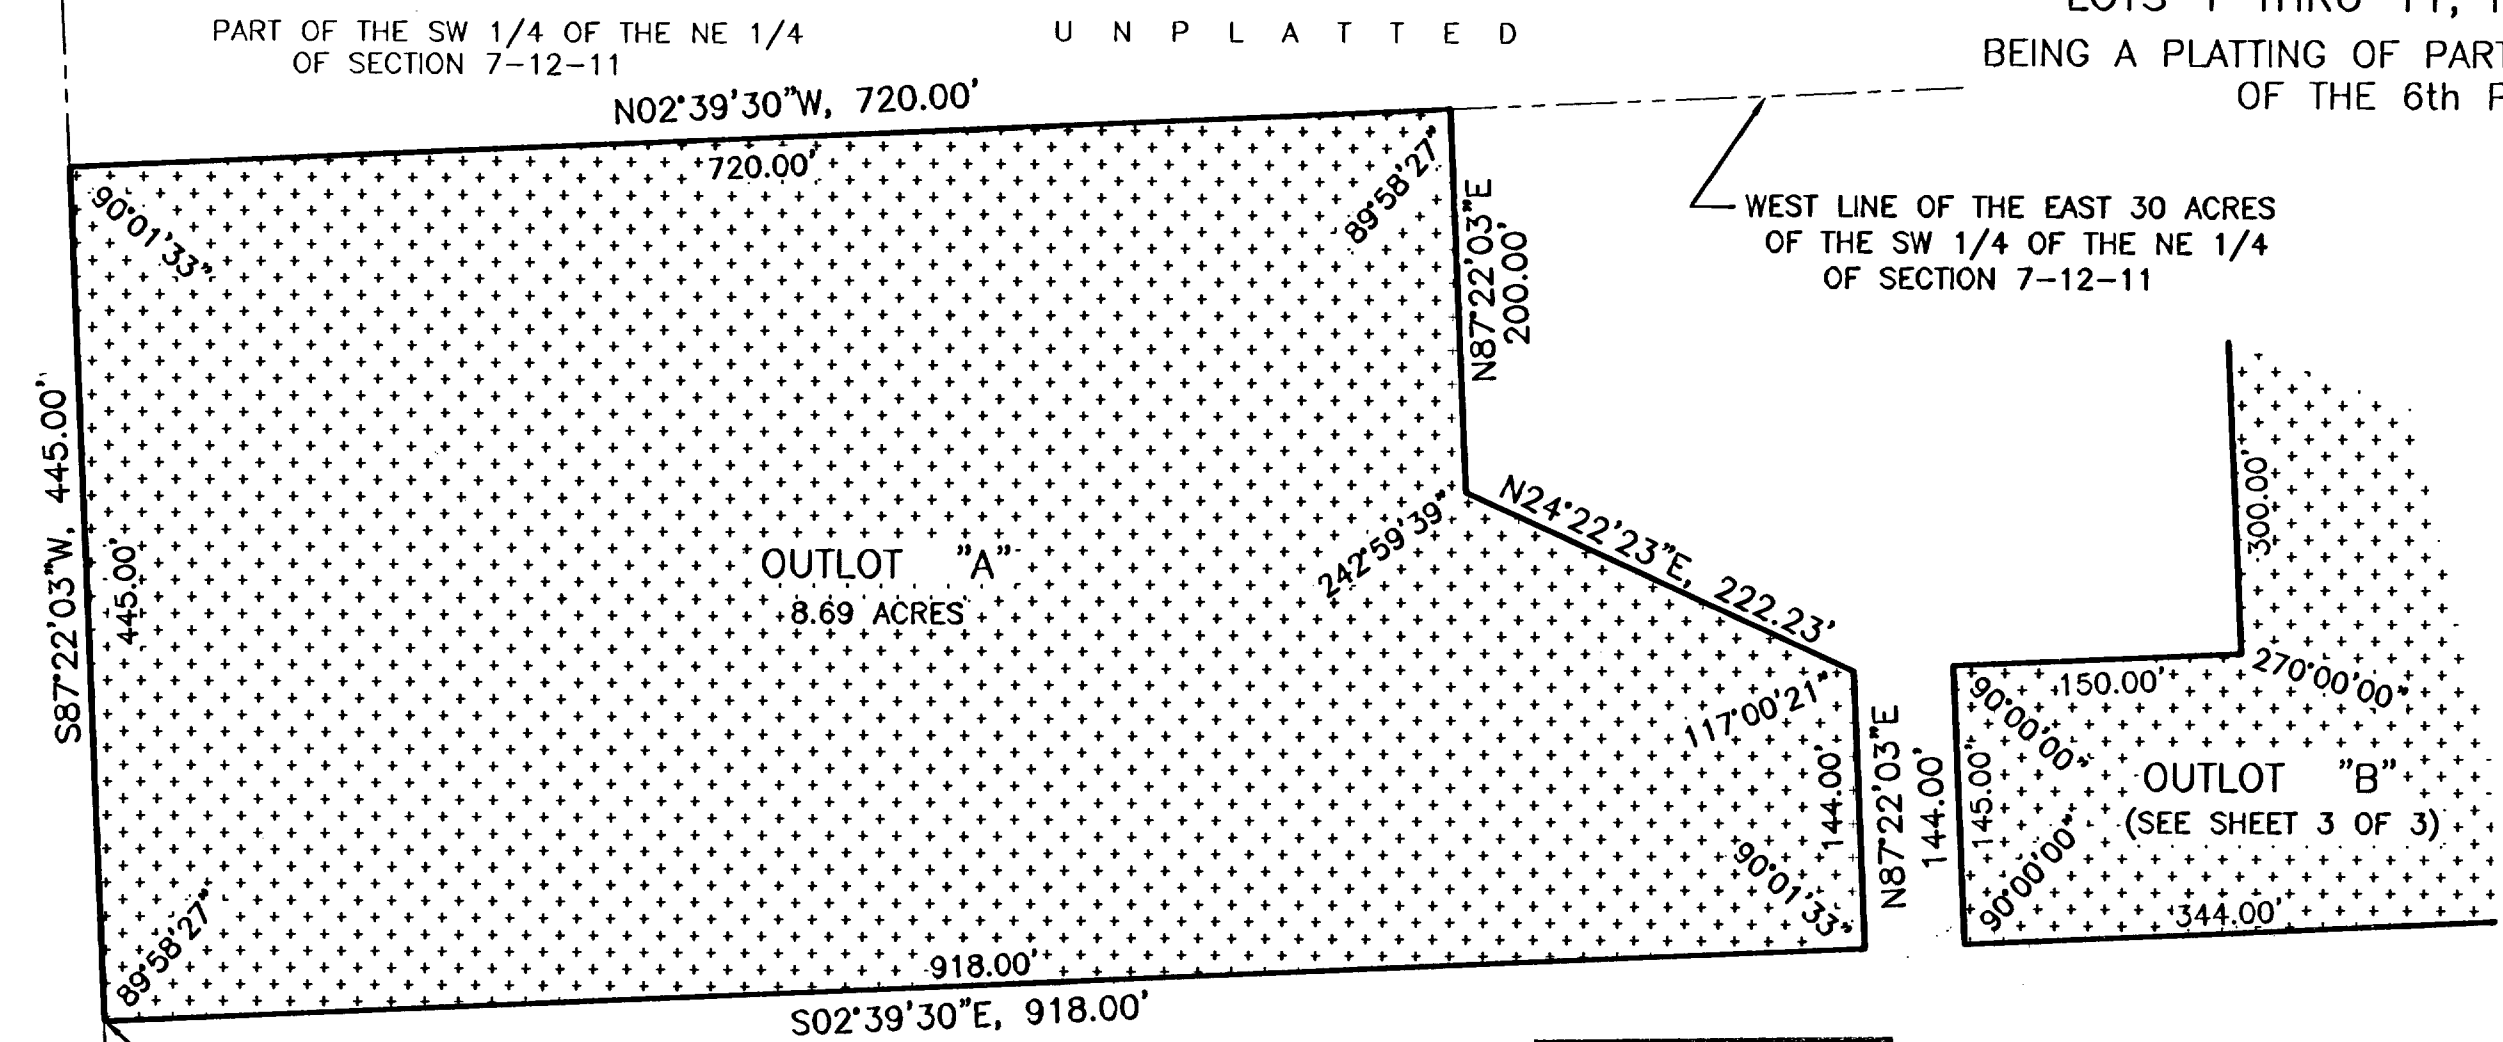 PART OF THE SW 1/4 OF THE NE 1/4
OF SECTION 7-12-11
U N P L A T T E D
BEING A PLATTING OF PART
OF THE 6th
N02°39'30"W, 720.00'
720.00'
90°01'33"
89°58'27"
N87°22'03"E
200.00'
WEST LINE OF THE EAST 30 ACRES
OF THE SW 1/4 OF THE NE 1/4
OF SECTION 7-12-11
S87°22'03"W, 445.00'
445.00'
OUTLOT "A"
8.69 ACRES
242°59'39"
N24°22'23"E, 222.23'
117°00'21"
144.00'
N87°22'03"E
144.00'
90°01'33"
89°58'27"
918.00'
S02°39'30"E, 918.00'
300.00'
270°00'00"
150.00'
90°00'00"
145.00'
OUTLOT "B"
(SEE SHEET 3 OF 3)
90°00'00"
344.00'